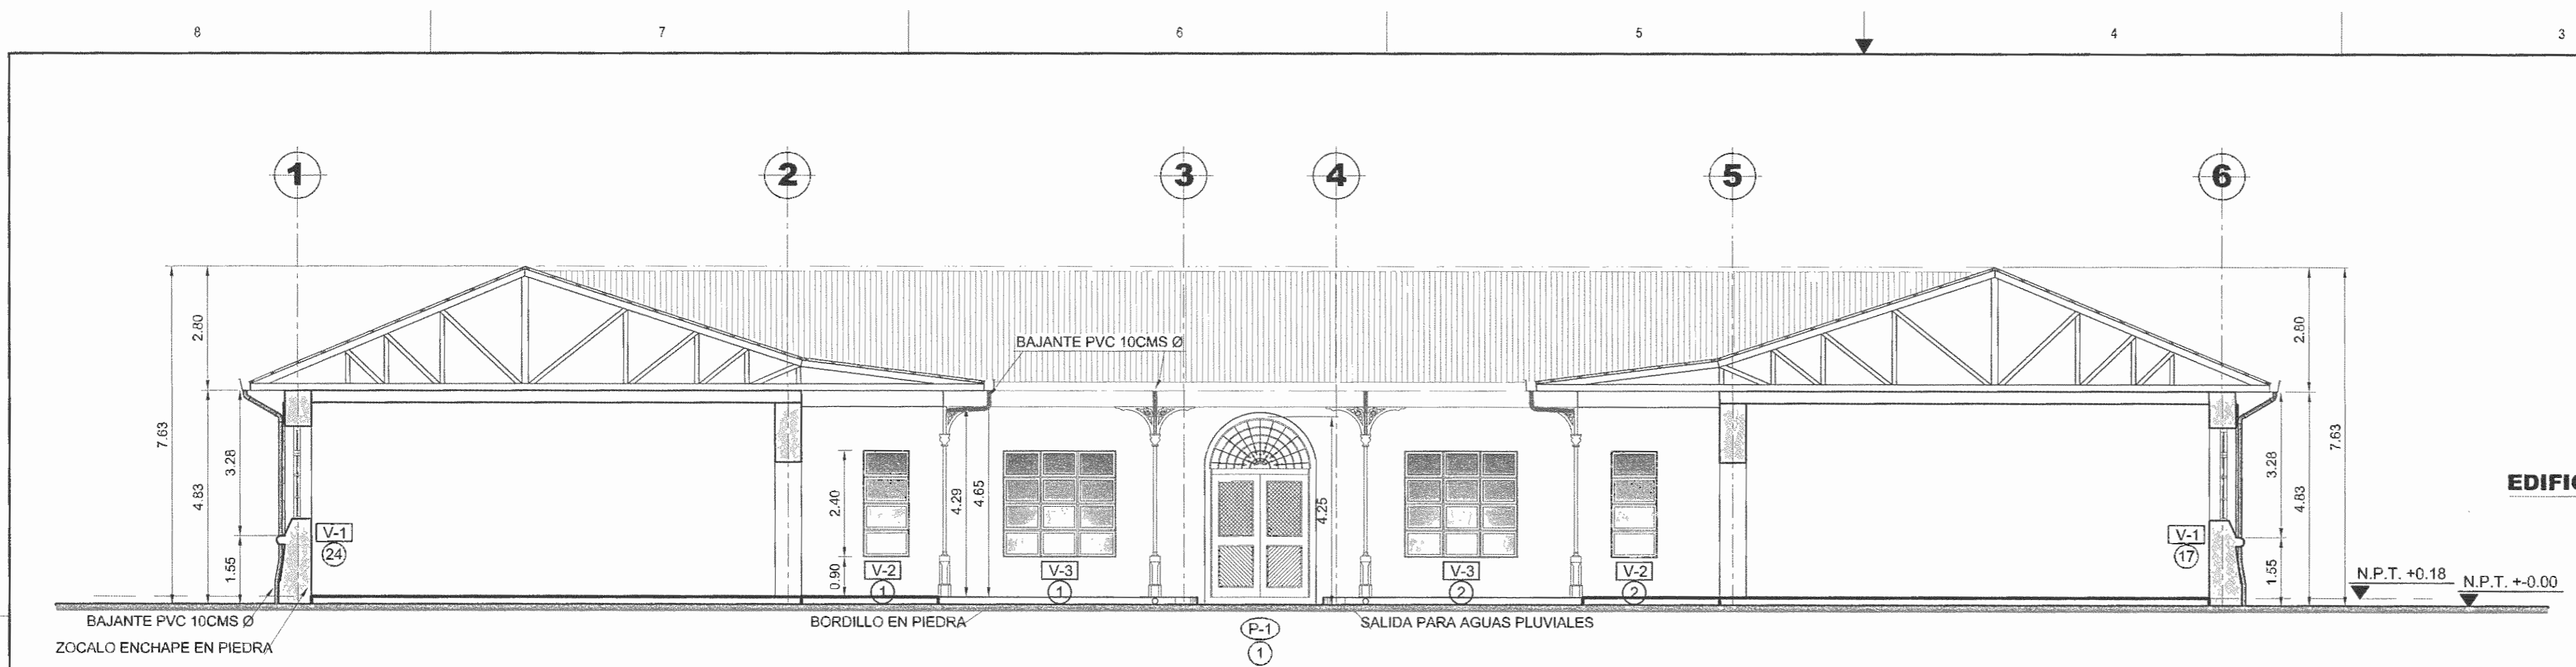 8 7 6 5 4 3
1 2 3 4 5 6
2.80
7.63
4.83
3.28
1.55
BAJANTE PVC 10CMS Ø
2.40
0.90
4.29
4.65
4.25
2.80
7.63
3.28
4.83
1.55
V-1
24
V-2
1
V-3
1
V-3
2
V-2
2
V-1
17
EDIFI
N.P.T. +0.18
N.P.T. +-0.00
BAJANTE PVC 10CMS Ø
ZOCALO ENCHAPE EN PIEDRA
BORDILLO EN PIEDRA
P-1
1
SALIDA PARA AGUAS PLUVIALES